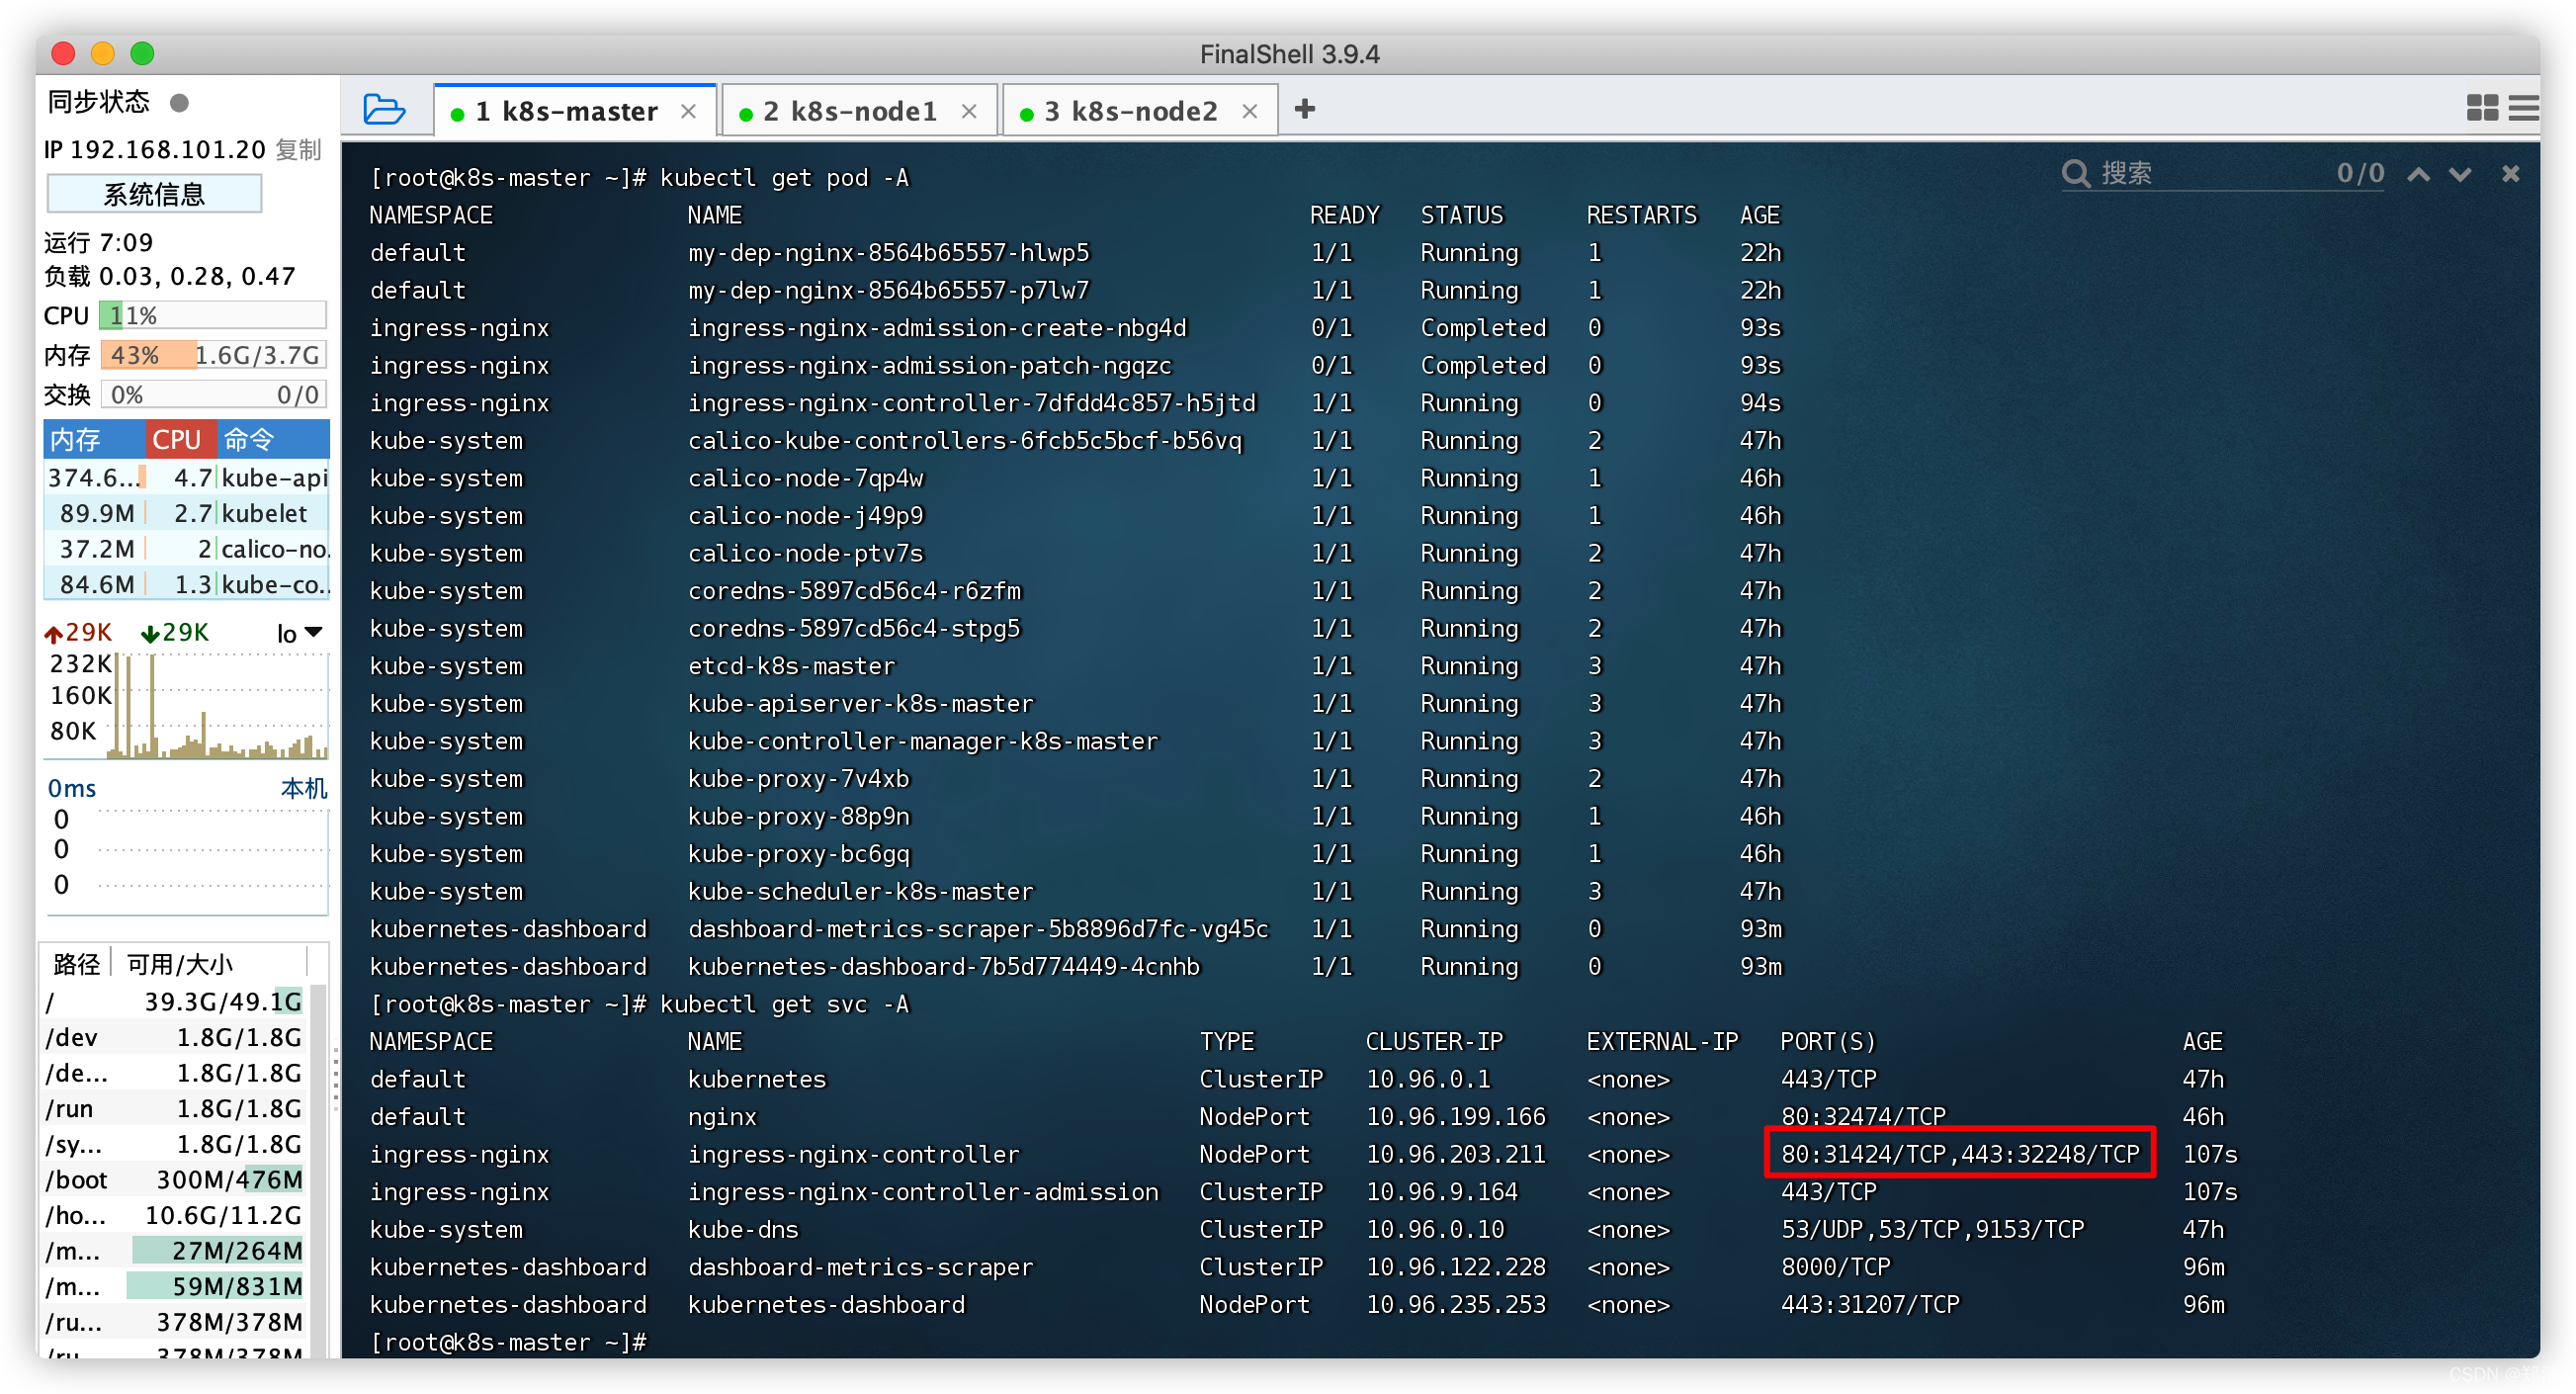 FinalShell 3.9.4
同步状态
IP 192.168.101.20 复制
系统信息
运行 7:09
负载 0.03, 0.28, 0.47
CPU 11%
内存 43% 1.6G/3.7G
交换 0% 0/0
内存 CPU 命令
374.6... 4.7 kube-api
89.9M 2.7 kubelet
37.2M 2 calico-no.
84.6M 1.3 kube-co..
29K 29K lo
232K
160K
80K
0ms 本机
0
0
0
路径 可用/大小
/ 39.3G/49.1G
/dev 1.8G/1.8G
/de... 1.8G/1.8G
/run 1.8G/1.8G
/sy... 1.8G/1.8G
/boot 300M/476M
/ho... 10.6G/11.2G
/m... 27M/264M
/m... 59M/831M
/ru... 378M/378M
/ru 378M/378M
1 k8s-master 2 k8s-node1 3 k8s-node2
搜索 0/0
[root@k8s-master ~]# kubectl get pod -A
NAMESPACE NAME READY STATUS RESTARTS AGE
default my-dep-nginx-8564b65557-hlwp5 1/1 Running 1 22h
default my-dep-nginx-8564b65557-p7lw7 1/1 Running 1 22h
ingress-nginx ingress-nginx-admission-create-nbg4d 0/1 Completed 0 93s
ingress-nginx ingress-nginx-admission-patch-ngqzc 0/1 Completed 0 93s
ingress-nginx ingress-nginx-controller-7dfdd4c857-h5jtd 1/1 Running 0 94s
kube-system calico-kube-controllers-6fcb5c5bcf-b56vq 1/1 Running 2 47h
kube-system calico-node-7qp4w 1/1 Running 1 46h
kube-system calico-node-j49p9 1/1 Running 1 46h
kube-system calico-node-ptv7s 1/1 Running 2 47h
kube-system coredns-5897cd56c4-r6zfm 1/1 Running 2 47h
kube-system coredns-5897cd56c4-stpg5 1/1 Running 2 47h
kube-system etcd-k8s-master 1/1 Running 3 47h
kube-system kube-apiserver-k8s-master 1/1 Running 3 47h
kube-system kube-controller-manager-k8s-master 1/1 Running 3 47h
kube-system kube-proxy-7v4xb 1/1 Running 2 47h
kube-system kube-proxy-88p9n 1/1 Running 1 46h
kube-system kube-proxy-bc6gq 1/1 Running 1 46h
kube-system kube-scheduler-k8s-master 1/1 Running 3 47h
kubernetes-dashboard dashboard-metrics-scraper-5b8896d7fc-vg45c 1/1 Running 0 93m
kubernetes-dashboard kubernetes-dashboard-7b5d774449-4cnhb 1/1 Running 0 93m
[root@k8s-master ~]# kubectl get svc -A
NAMESPACE NAME TYPE CLUSTER-IP EXTERNAL-IP PORT(S) AGE
default kubernetes ClusterIP 10.96.0.1 <none> 443/TCP 47h
default nginx NodePort 10.96.199.166 <none> 80:32474/TCP 46h
ingress-nginx ingress-nginx-controller NodePort 10.96.203.211 <none> 80:31424/TCP,443:32248/TCP 107s
ingress-nginx ingress-nginx-controller-admission ClusterIP 10.96.9.164 <none> 443/TCP 107s
kube-system kube-dns ClusterIP 10.96.0.10 <none> 53/UDP,53/TCP,9153/TCP 47h
kubernetes-dashboard dashboard-metrics-scraper ClusterIP 10.96.122.228 <none> 8000/TCP 96m
kubernetes-dashboard kubernetes-dashboard NodePort 10.96.235.253 <none> 443:31207/TCP 96m
[root@k8s-master ~]#
CSDN